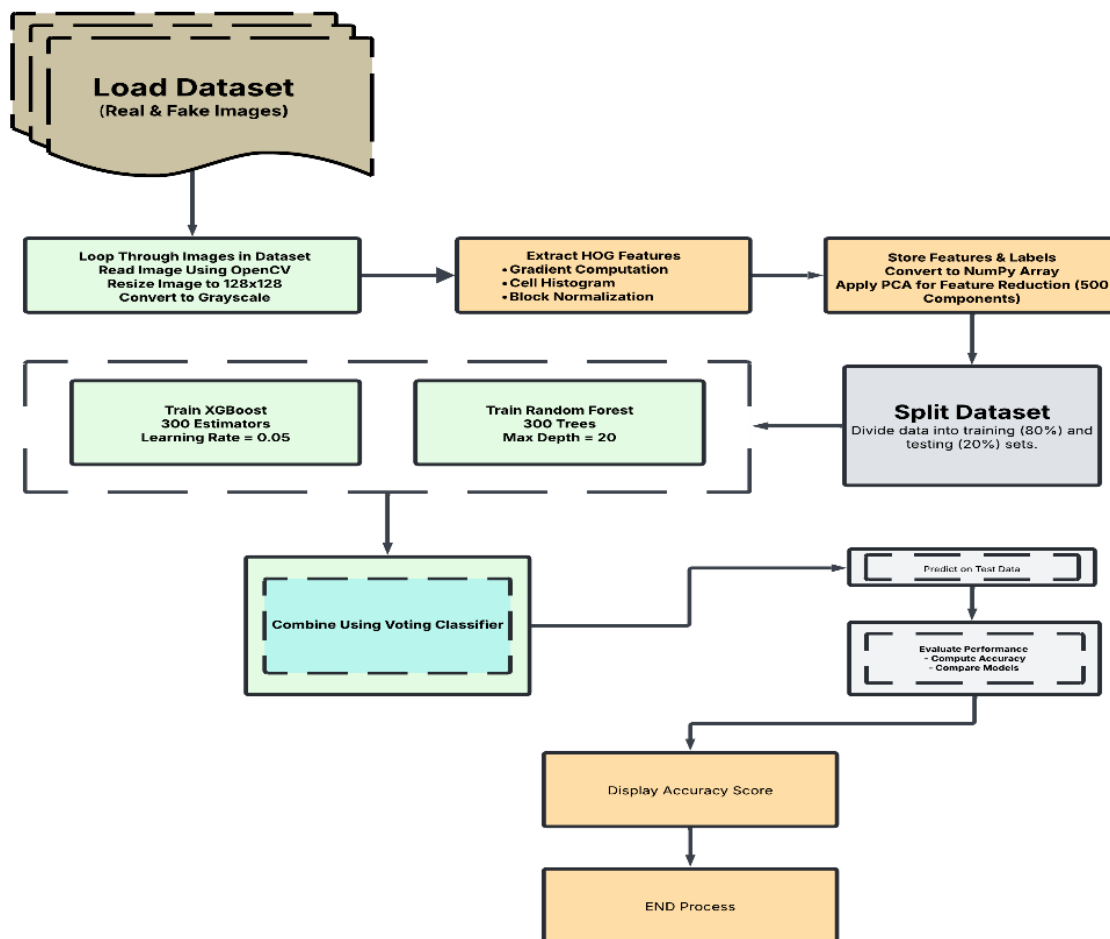 Load Dataset
(Real & Fake Images)
Loop Through Images in Dataset
Read Image Using OpenCV
Resize Image to 128x128
Convert to Grayscale
Extract HOG Features
• Gradient Computation
• Cell Histogram
• Block Normalization
Store Features & Labels
Convert to NumPy Array
Apply PCA for Feature Reduction (500
Components)
Split Dataset
Divide data into training (80%) and
testing (20%) sets.
Train XGBoost
300 Estimators
Learning Rate = 0.05
Train Random Forest
300 Trees
Max Depth = 20
Combine Using Voting Classifier
Predict on Test Data
Evaluate Performance
- Compute Accuracy
- Compare Models
Display Accuracy Score
END Process